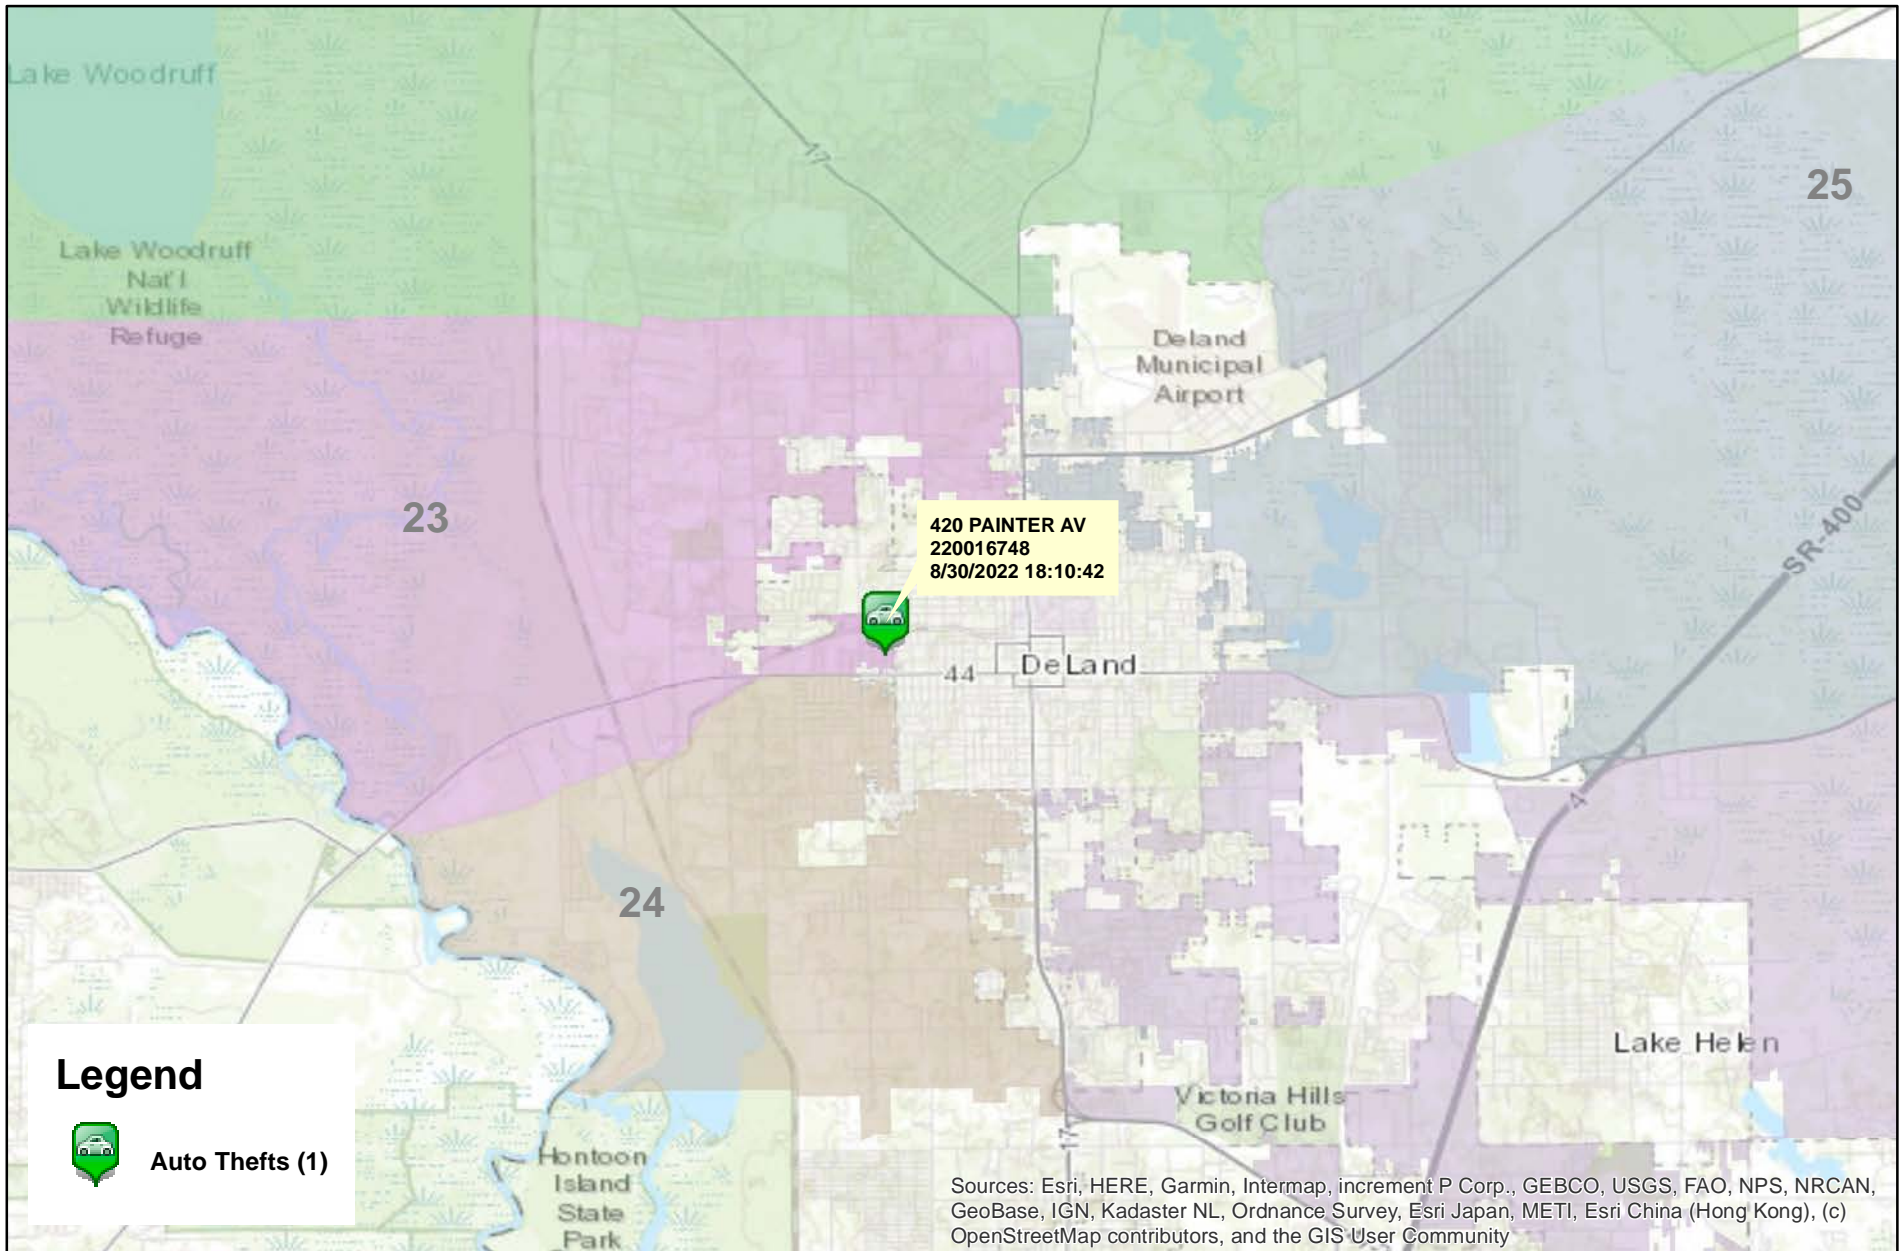 Lake Woodruff
17
25
Lake Woodruff
Nat'l
Wildlife
Refuge
Deland
Municipal
Airport
23
420 PAINTER AV
220016748
8/30/2022 18:10:42
SR-400
44
DeLand
4
24
Lake Helen
Legend
Auto Thefts (1)
Victoria Hills
Golf Club
17
Hontoon
Island
State
Park
Sources: Esri, HERE, Garmin, Intermap, increment P Corp., GEBCO, USGS, FAO, NPS, NRCAN,
GeoBase, IGN, Kadaster NL, Ordnance Survey, Esri Japan, METI, Esri China (Hong Kong), (c)
OpenStreetMap contributors, and the GIS User Community